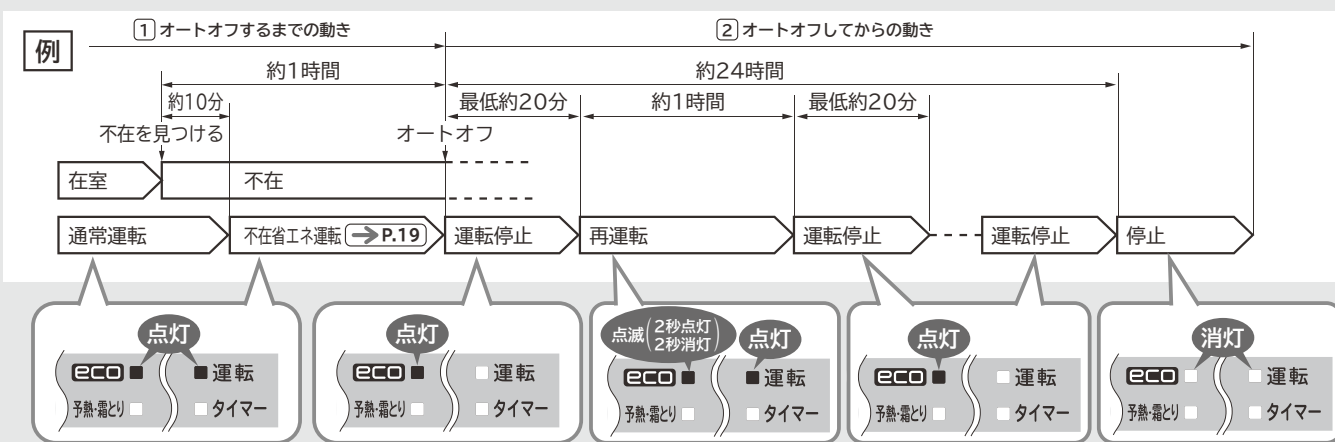 例
1 オートオフするまでの動き
2 オートオフしてからの動き
約1時間
約24時間
約10分
最低約20分
約1時間
最低約20分
不在を見つける
オートオフ
在室
不在
通常運転
不在省エネ運転(→P.19)
運転停止
再運転
運転停止
運転停止
停止
点灯
eco
運転
予熱・霜とり
タイマー
点灯
eco
運転
予熱・霜とり
タイマー
点滅(2秒点灯
2秒消灯)
点灯
eco
運転
予熱・霜とり
タイマー
点灯
eco
運転
予熱・霜とり
タイマー
消灯
eco
運転
予熱・霜とり
タイマー